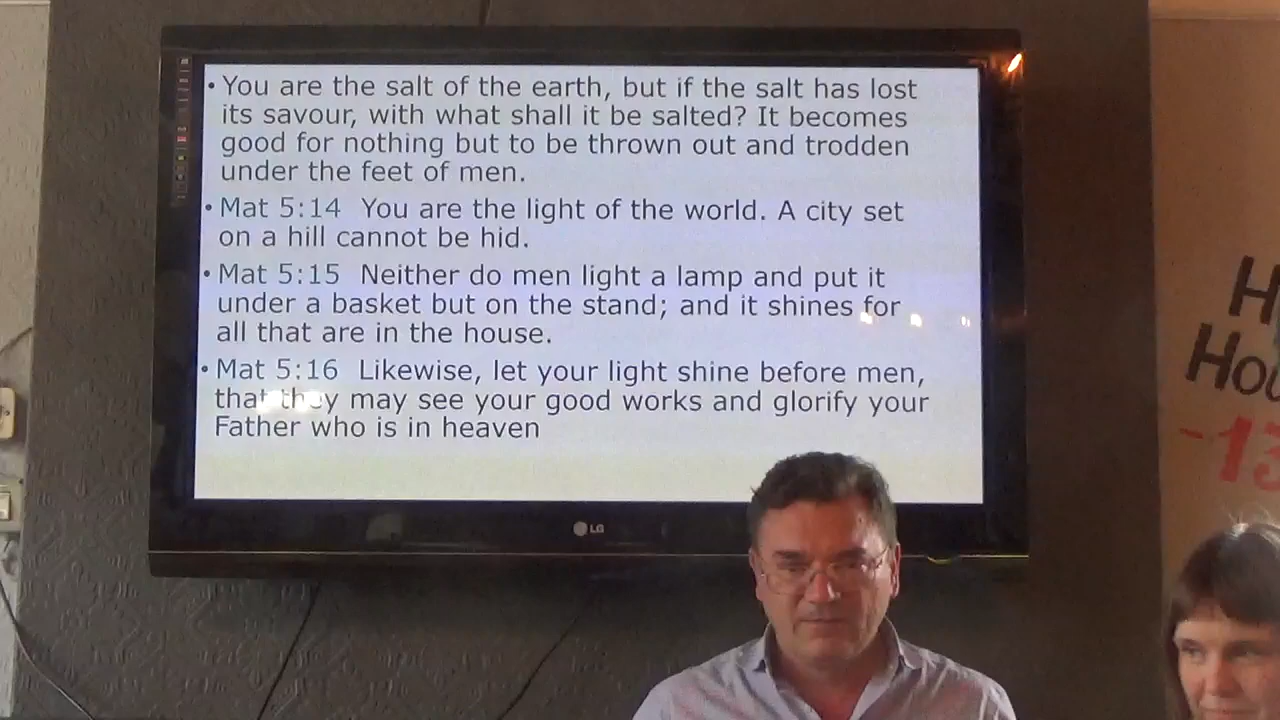 • You are the salt of the earth, but if the salt has lost
its savour, with what shall it be salted? It becomes
good for nothing but to be thrown out and trodden
under the feet of men.
• Mat 5:14 You are the light of the world. A city set
on a hill cannot be hid.
• Mat 5:15 Neither do men light a lamp and put it
under a basket but on the stand; and it shines for
all that are in the house.
• Mat 5:16 Likewise, let your light shine before men,
that they may see your good works and glorify your
Father who is in heaven
LG